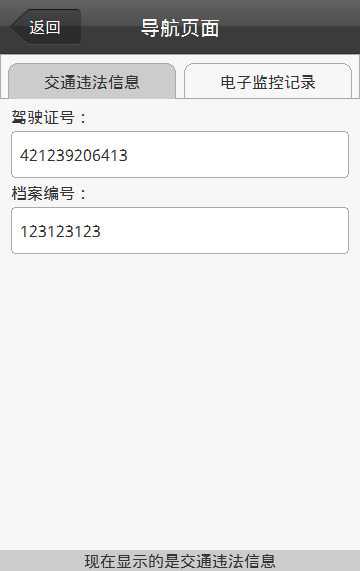 返回
导航页面
交通违法信息
电子监控记录
驾驶证号：
421239206413
档案编号：
123123123
现在显示的是交通违法信息